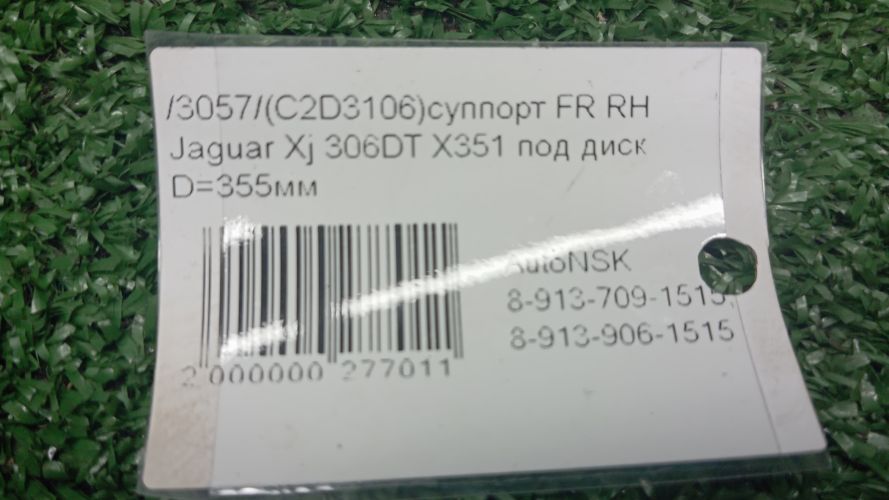 /3057/(C2D3106)суппорт FR RH
Jaguar Xj 306DT X351 под диск
D=355мм
AutoNSK
8-913-709-1515,
8-913-906-1515
2 000000 277011